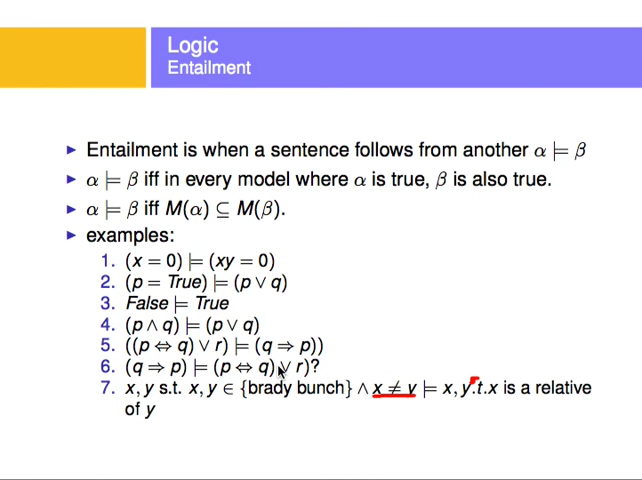 Logic
Entailment
Entailment is when a sentence follows from another α ⊨ β
α ⊨ β iff in every model where α is true, β is also true.
α ⊨ β iff M(α) ⊆ M(β).
examples:
1. (x = 0) ⊨ (xy = 0)
2. (p = True) ⊨ (p ∨ q)
3. False ⊨ True
4. (p ∧ q) ⊨ (p ∨ q)
5. ((p ⇔ q) ∨ r) ⊨ (q ⇒ p))
6. (q ⇒ p) ⊨ (p ⇔ q) ∨ r)?
7. x, y s.t. x, y ∈ {brady bunch} ∧ x ≠ y ⊨ x, y .t.x is a relative
of y